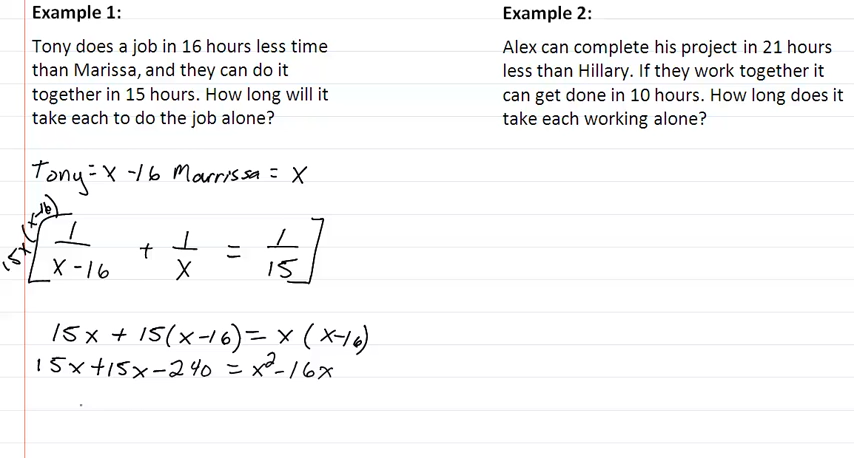 Example 1:
Tony does a job in 16 hours less time
than Marissa, and they can do it
together in 15 hours. How long will it
take each to do the job alone?
Tony = x - 16 Marrissa = x
15x(x-16)[1/(x-16) + 1/x = 1/15]
15x + 15(x-16) = x(x-16)
15x+15x-240 = x²-16x
Example 2:
Alex can complete his project in 21 hours
less than Hillary. If they work together it
can get done in 10 hours. How long does it
take each working alone?